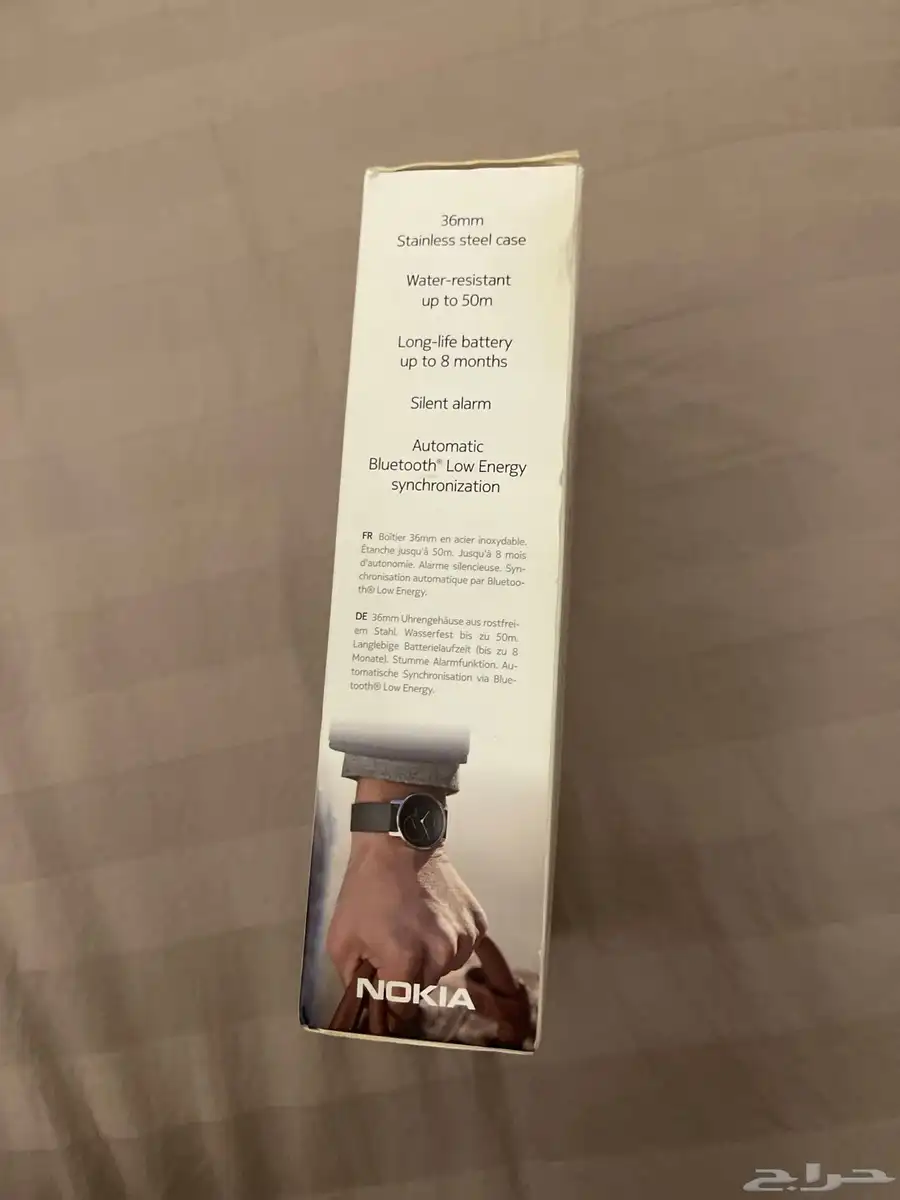 36mm
Stainless steel case
Water-resistant
up to 50m
Long-life battery
up to 8 months
Silent alarm
Automatic
Bluetooth® Low Energy
synchronization
FR Boîtier 36mm en acier inoxydable.
Étanche jusqu'à 50m. Jusqu'à 8 mois
d'autonomie. Alarme silencieuse. Syn-
chronisation automatique par Bluetoo-
th® Low Energy.
DE 36mm Uhrengehäuse aus rostfrei-
em Stahl. Wasserfest bis zu 50m.
Langlebige Batterielaufzeit (bis zu 8
Monate). Stumme Alarmfunktion. Au-
tomatische Synchronisation via Blue-
tooth® Low Energy.
NOKIA
حراج